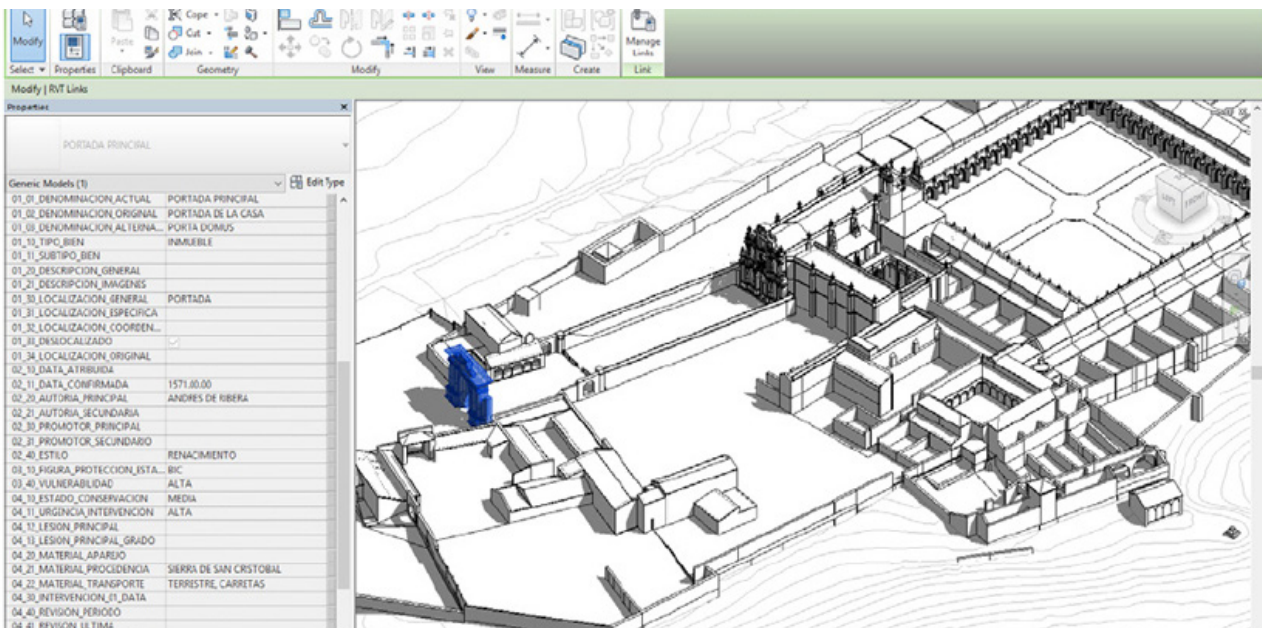 Cope
Modify
Paste
Cut
Join
Manage
Links
Select Properties Clipboard Geometry Modify View Measure Create Link
Modify | RVT Links
Properties
PORTADA PRINCIPAL
Generic Models (1) Edit Type
01_01_DENOMINACION_ACTUAL PORTADA PRINCIPAL
01_02_DENOMINACION_ORIGINAL PORTADA DE LA CASA
01_03_DENOMINACION_ALTERNA... PORTA DOMUS
01_10_TIPO_BIEN INMUEBLE
01_11_SUBTIPO_BIEN
01_20_DESCRIPCION_GENERAL
01_21_DESCRIPCION_IMAGENES
01_30_LOCALIZACION_GENERAL PORTADA
01_31_LOCALIZACION_ESPECIFICA
01_32_LOCALIZACION_COORDEN...
01_33_DESLOCALIZADO
01_34_LOCALIZACION_ORIGINAL
02_10_DATA_ATRIBUIDA
02_11_DATA_CONFIRMADA 1571.00.00
02_20_AUTORIA_PRINCIPAL ANDRES DE RIBERA
02_21_AUTORIA_SECUNDARIA
02_30_PROMOTOR_PRINCIPAL
02_31_PROMOTOR_SECUNDARIO
02_40_ESTILO RENACIMIENTO
03_10_FIGURA_PROTECCION_ESTA... BIC
03_40_VULNERABILIDAD ALTA
04_10_ESTADO_CONSERVACION MEDIA
04_11_URGENCIA_INTERVENCION ALTA
04_12_LESION_PRINCIPAL
04_13_LESION_PRINCIPAL_GRADO
04_20_MATERIAL_APAREJO
04_21_MATERIAL_PROCEDENCIA SIERRA DE SAN CRISTOBAL
04_22_MATERIAL_TRANSPORTE TERRISTRE, CARRETAS
04_30_INTERVENCION_01_DATA
04_40_REVISION_PERIODO
04_41_REVISON_ULTIMA